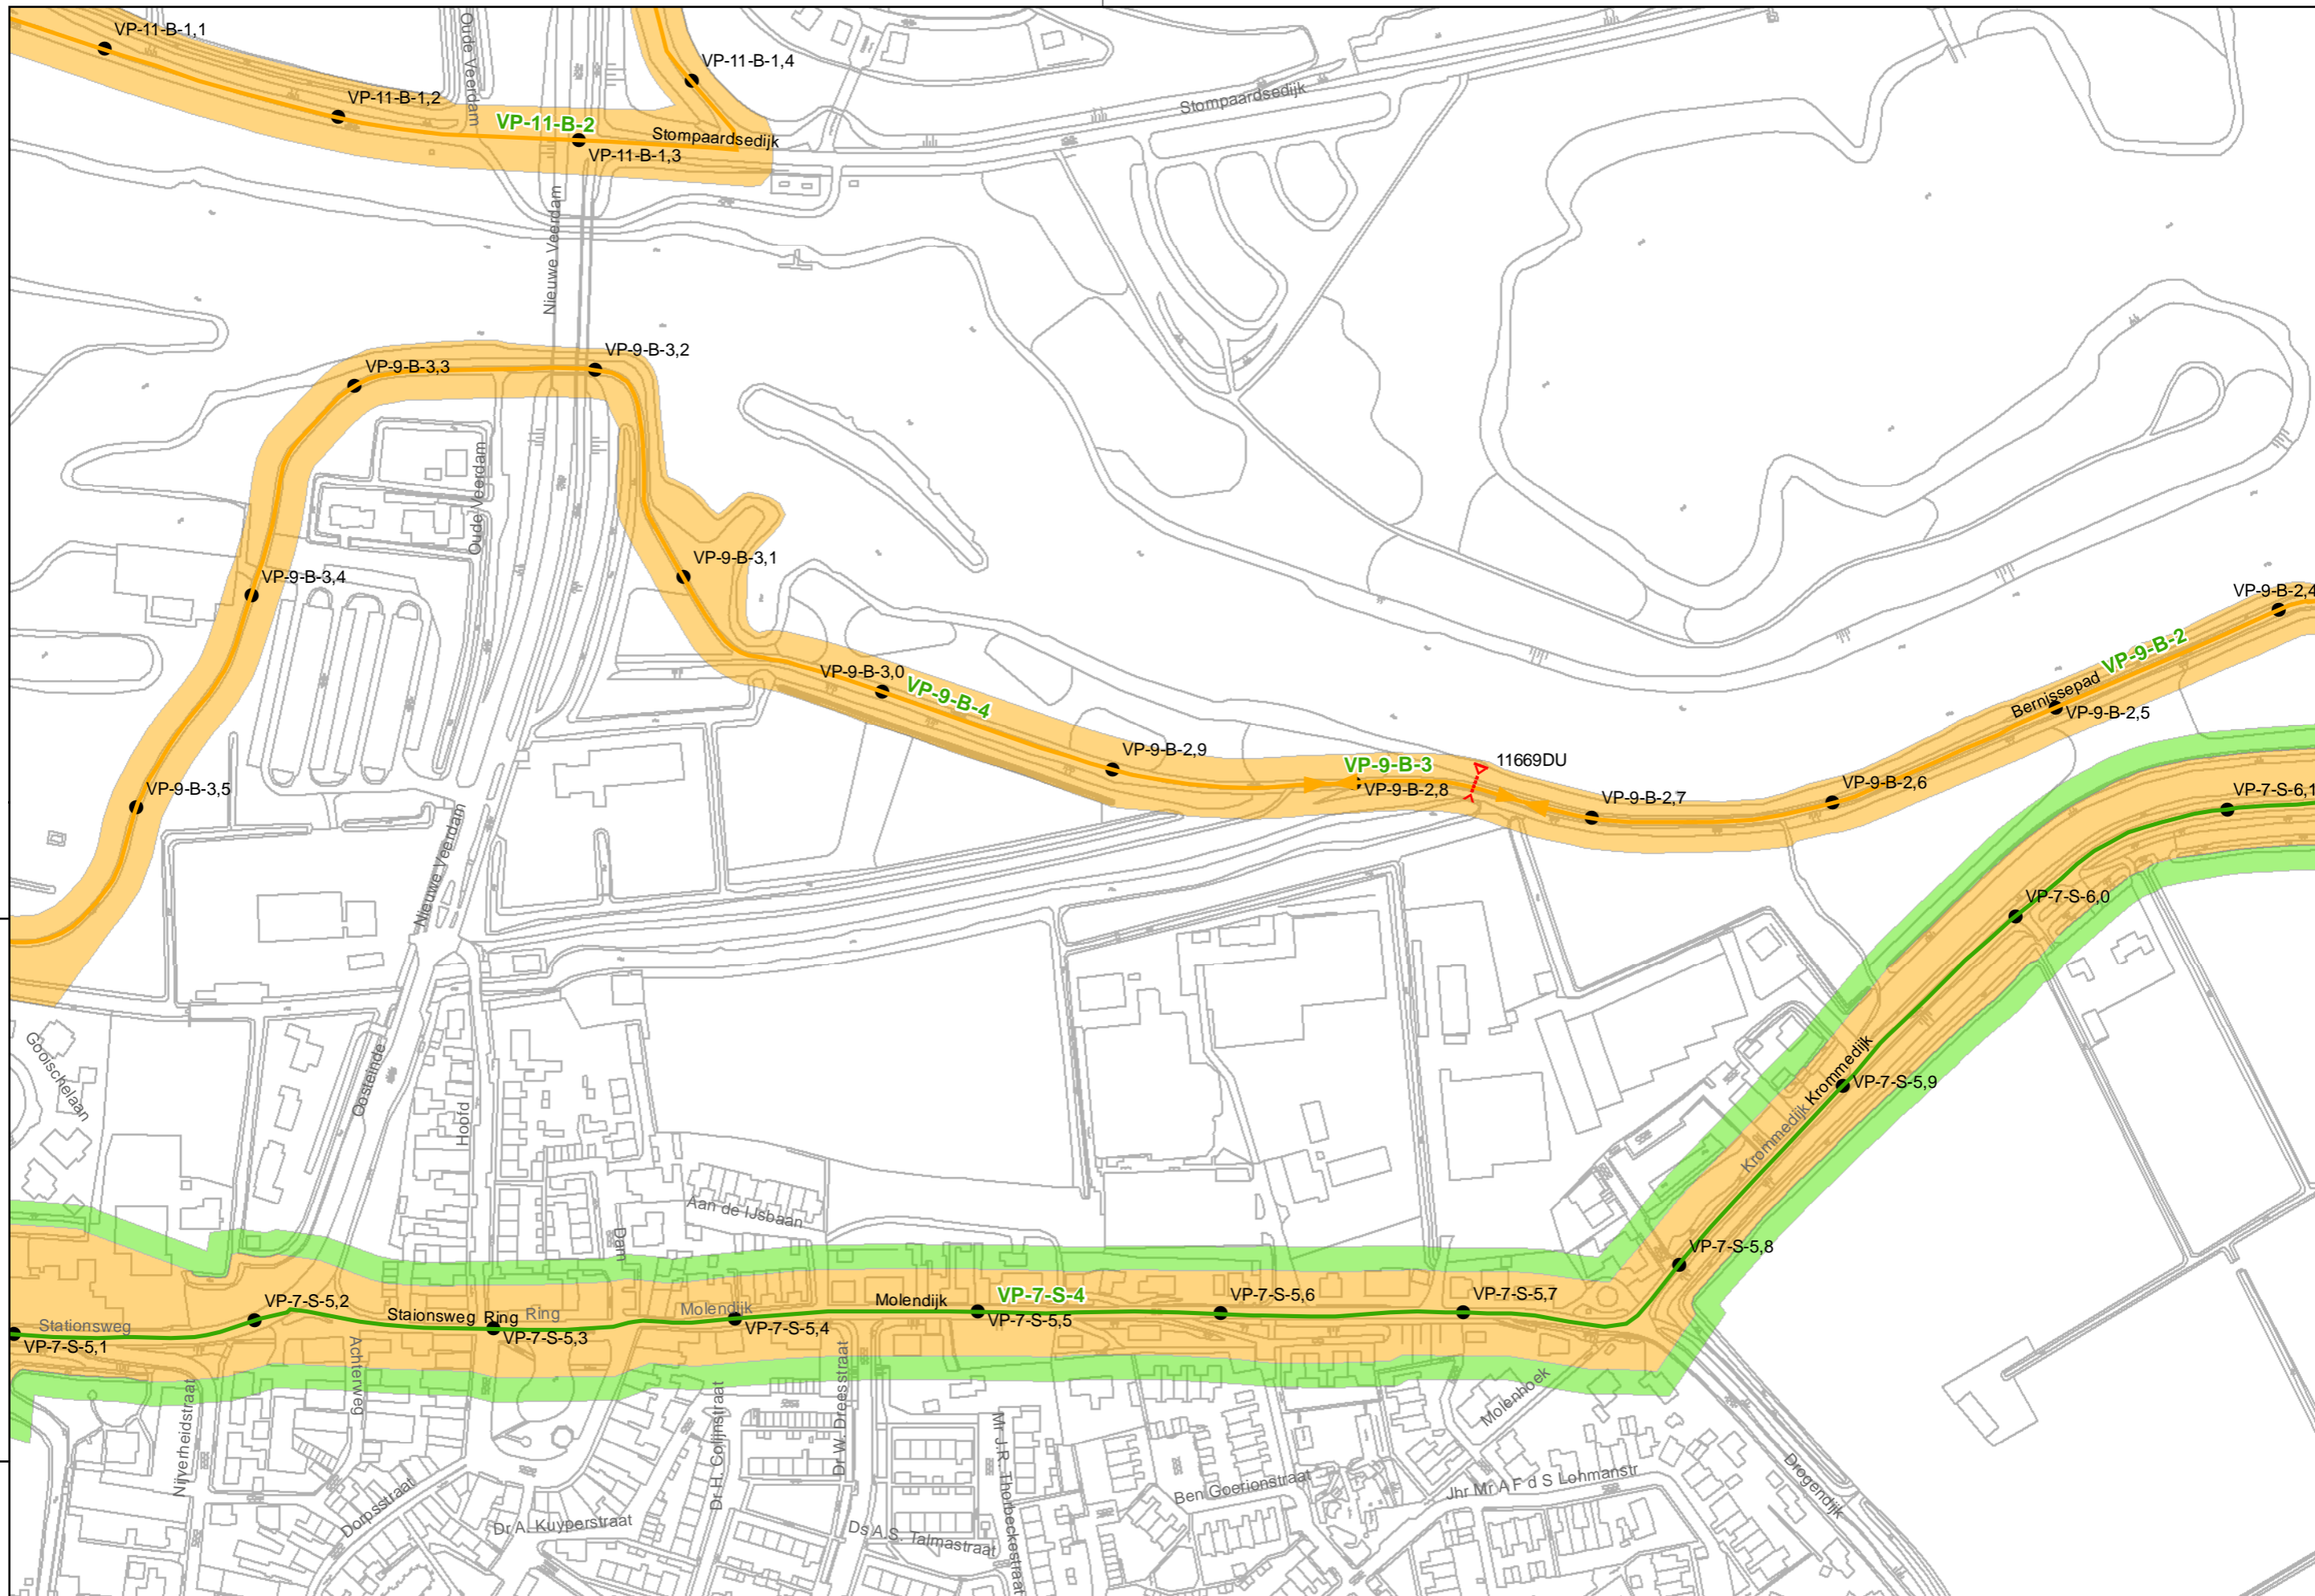 VP-11-B-1,1
Oude Veerdam
VP-11-B-1,4
VP-11-B-1,2
VP-11-B-2
Stompaardsedijk
Stompaardsedijk
VP-11-B-1,3
Nieuwe Veerdam
VP-9-B-3,2
VP-9-B-3,3
Oude Veerdam
VP-9-B-3,1
VP-9-B-3,4
VP-9-B-2,4
VP-9-B-2
VP-9-B-3,0
VP-9-B-4
Bernissepad
VP-9-B-2,5
VP-9-B-2,9
VP-9-B-3
11669DU
VP-9-B-2,8
VP-9-B-2,7
VP-9-B-2,6
VP-9-B-3,5
VP-7-S-6,1
Nieuwe Veerdam
VP-7-S-6,0
Gooischelaan
Oosteinde
Hoofd
Krommedijk
VP-7-S-5,9
Krommedijk
Aan de IJsbaan
Dam
VP-7-S-5,8
VP-7-S-5,2
VP-7-S-4
VP-7-S-5,6
VP-7-S-5,7
Stationsweg
Staionsweg Ring
Ring
Molendijk
Molendijk
VP-7-S-5,1
VP-7-S-5,3
VP-7-S-5,4
VP-7-S-5,5
Achterweg
Nijverheidstraat
Dr H. Colijnstraat
Dr W. Dreesstraat
Mr. J.R. Thorbeckestraat
Molenhoek
Dorpsstraat
Dr A. Kuyperstraat
Ds A.S. Talmastraat
Ben Goerionstraat
Jhr Mr A F d S Lohmanstr
Drogendijk